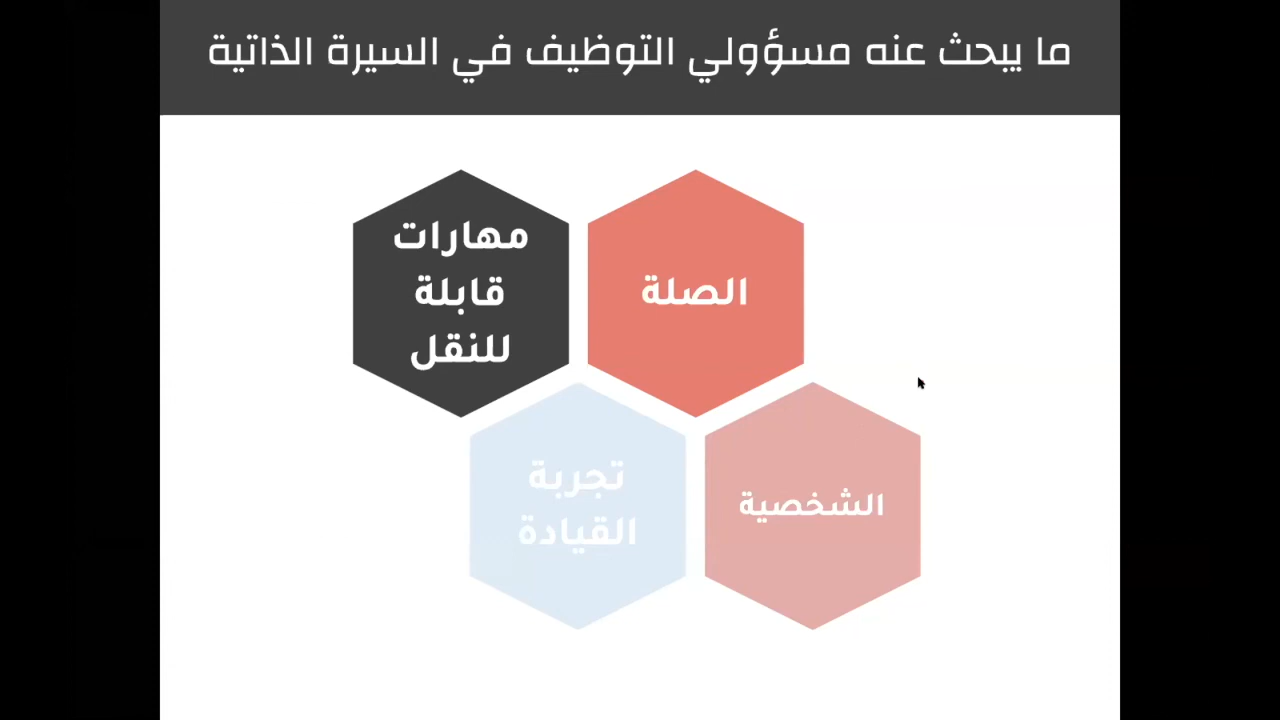 ما يبحث عنه مسؤولي التوظيف في السيرة الذاتية
الصلة
مهارات
قابلة
للنقل
الشخصية
تجربة
القيادة